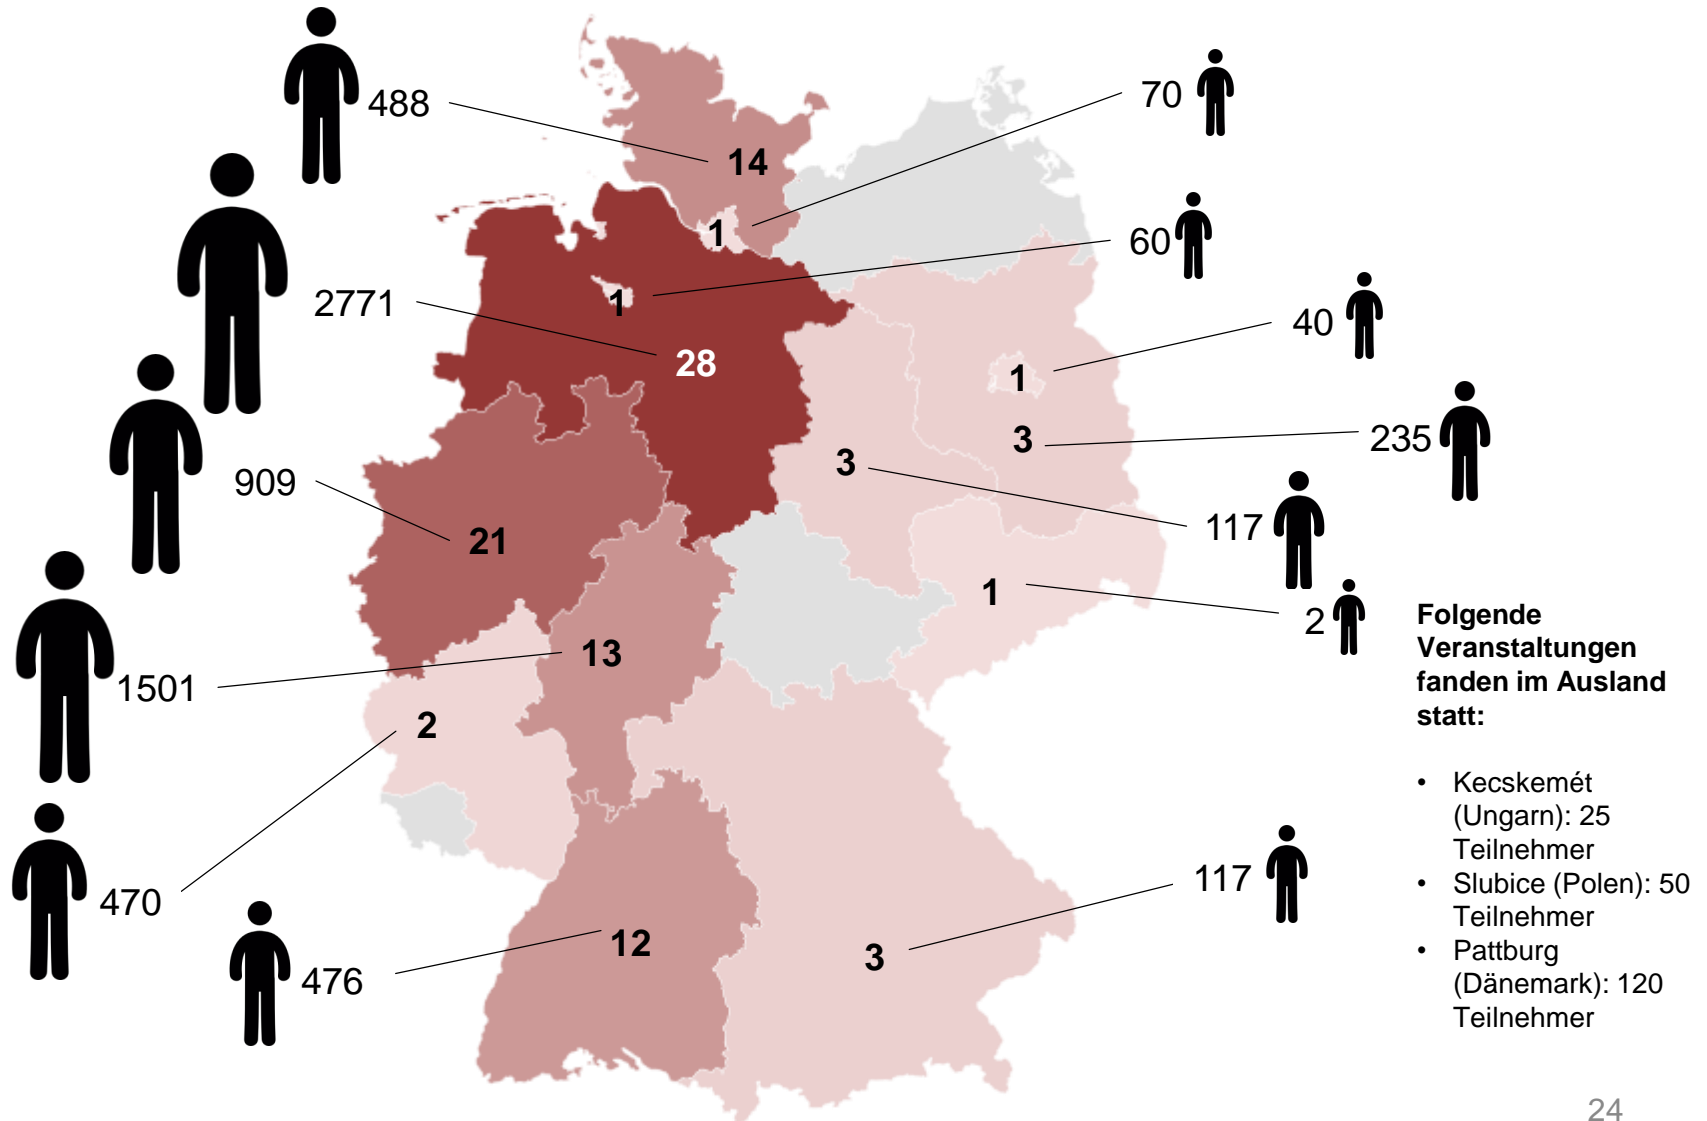 488
14
70
1
60
2771
1
28
40
1
3
235
3
117
909
21
1
2
13
1501
2
470
12
476
3
117
Folgende
Veranstaltungen
fanden im Ausland
statt:
• Kecskemét
(Ungarn): 25
Teilnehmer
• Slubice (Polen): 50
Teilnehmer
• Pattburg
(Dänemark): 120
Teilnehmer
24